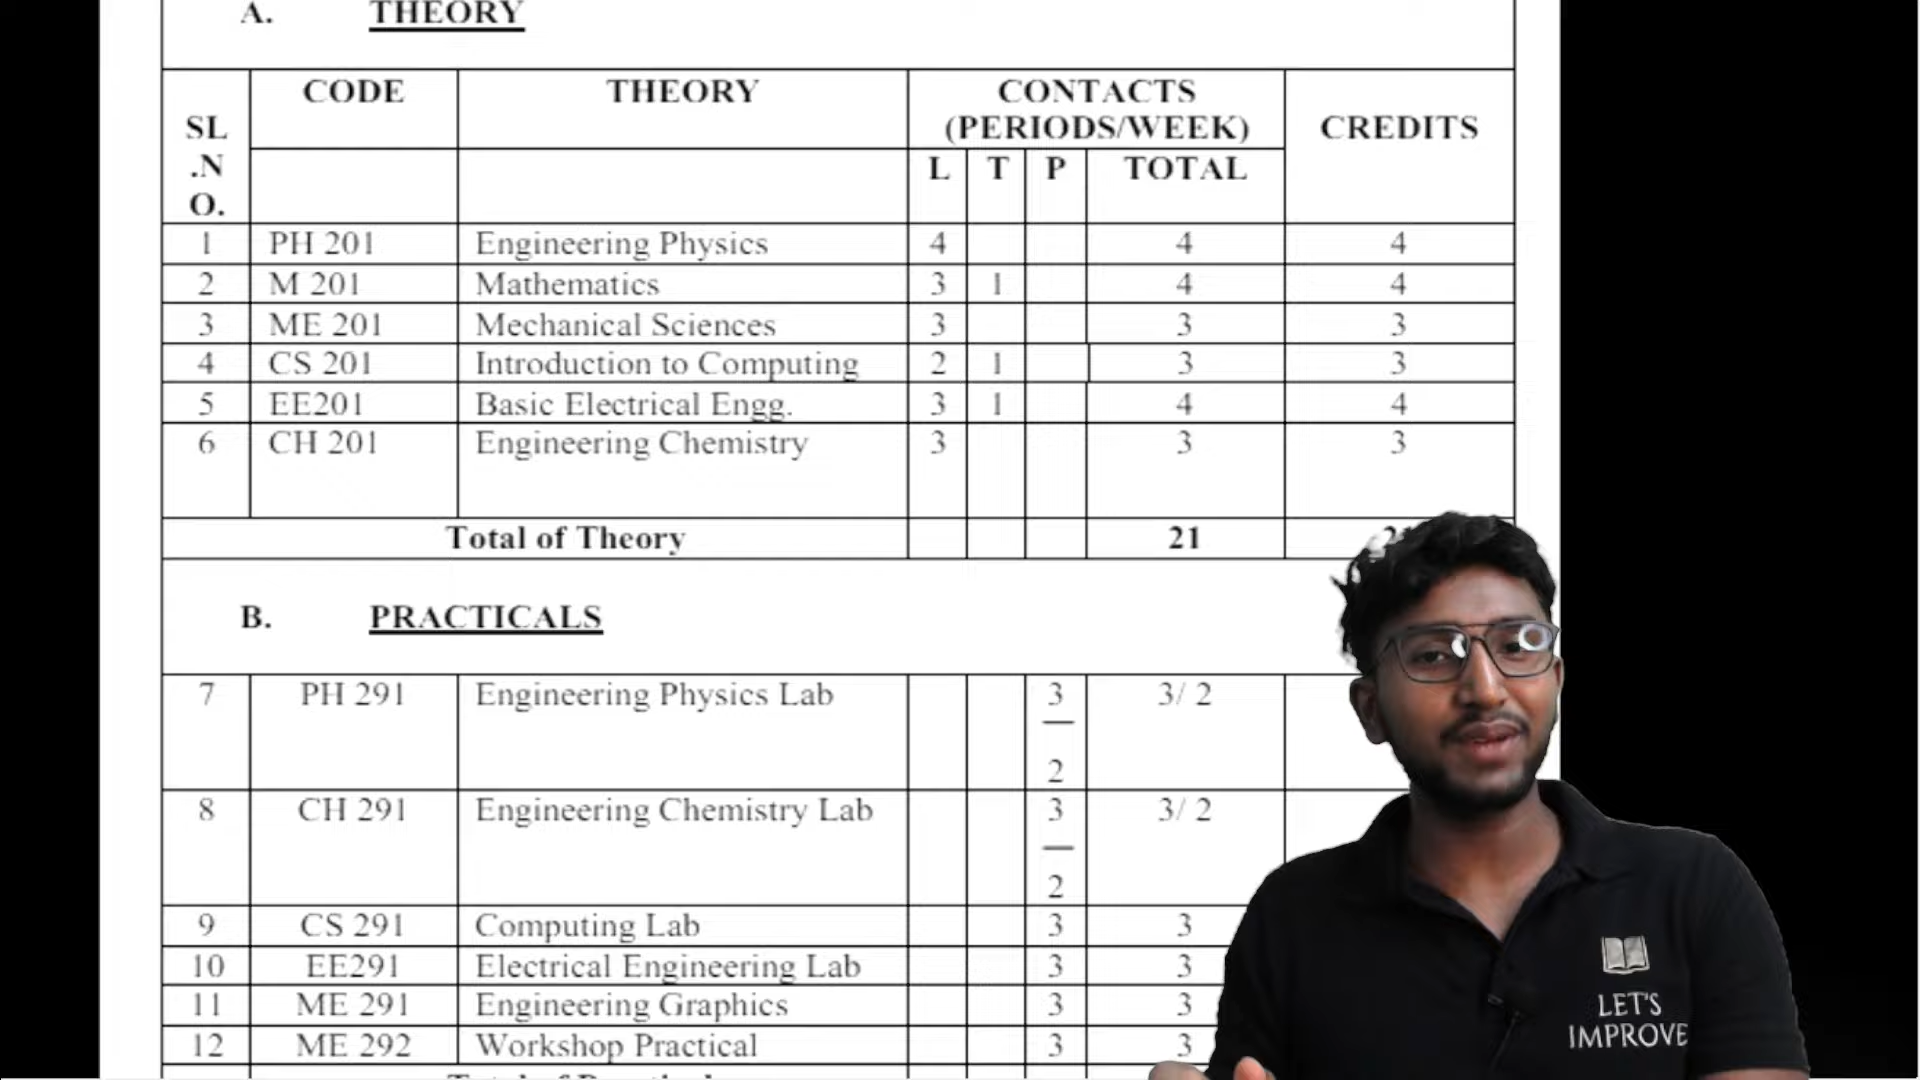 A. THEORY
SL .N O. CODE THEORY CONTACTS (PERIODS/WEEK) CREDITS
L T P TOTAL
1 PH 201 Engineering Physics 4 4 4
2 M 201 Mathematics 3 1 4 4
3 ME 201 Mechanical Sciences 3 3 3
4 CS 201 Introduction to Computing 2 1 3 3
5 EE201 Basic Electrical Engg. 3 1 4 4
6 CH 201 Engineering Chemistry 3 3 3
Total of Theory 21
B. PRACTICALS
7 PH 291 Engineering Physics Lab 3 — 2 3/ 2
8 CH 291 Engineering Chemistry Lab 3 — 2 3/ 2
9 CS 291 Computing Lab 3 3
10 EE291 Electrical Engineering Lab 3 3
11 ME 291 Engineering Graphics 3 3
12 ME 292 Workshop Practical 3 3
LET'S
IMPROVE